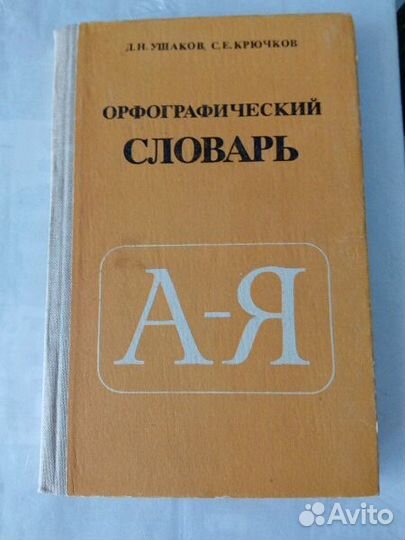 Д.Н.УШАКОВ, С.Е.КРЮЧКОВ
ОРФОГРАФИЧЕСКИЙ
СЛОВАРЬ
А-Я
Avito